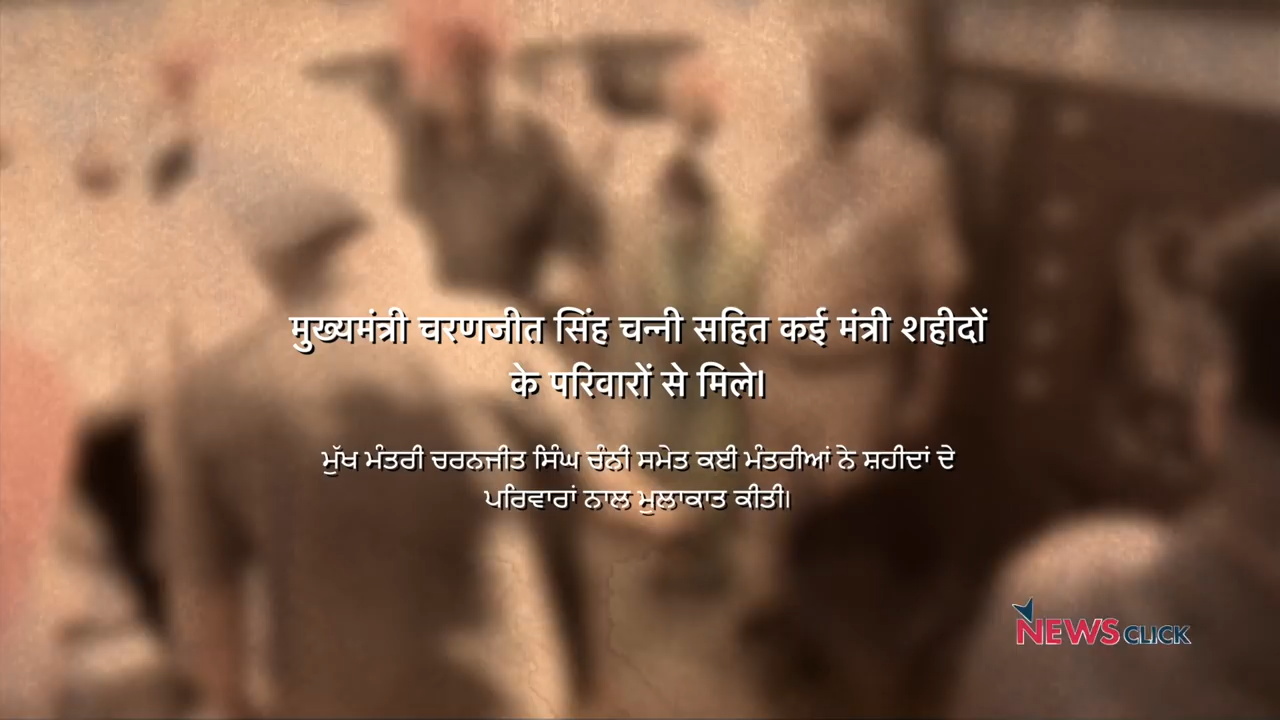 मुख्यमंत्री चरणजीत सिंह चन्नी सहित कई मंत्री शहीदों
के परिवारों से मिले।
ਮੁੱਖ ਮੰਤਰੀ ਚਰਨਜੀਤ ਸਿੰਘ ਚੰਨੀ ਸਮੇਤ ਕਈ ਮੰਤਰੀਆਂ ਨੇ ਸ਼ਹੀਦਾਂ ਦੇ
ਪਰਿਵਾਰਾਂ ਨਾਲ ਮੁਲਾਕਾਤ ਕੀਤੀ।
NEWS CLICK